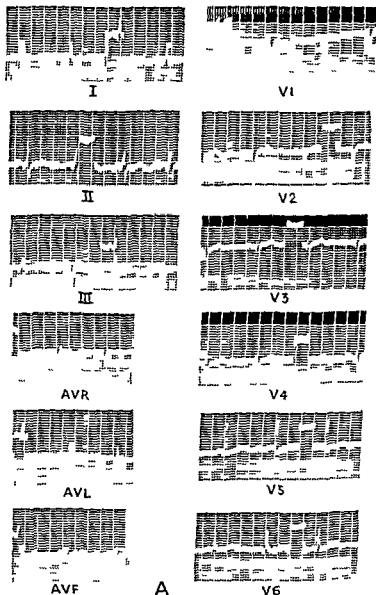 I V1
II V2
III V3
AVR V4
AVL V5
AVF A V6